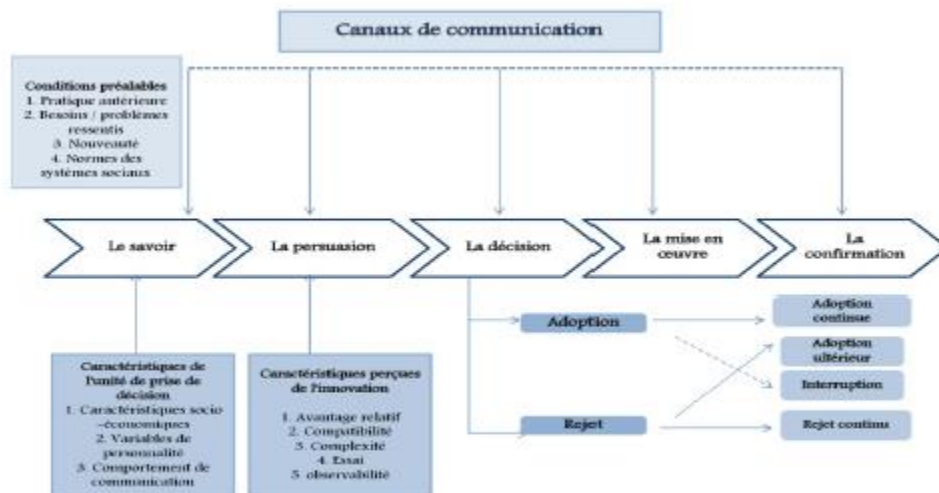 Canaux de communication
Conditions préalables
1. Pratique antérieure
2. Besoins / problèmes
ressentis
3. Nouveauté
4. Normes des
systèmes sociaux
Le savoir
La persuasion
La décision
La mise en
œuvre
La
confirmation
Caractéristiques de
l'unité de prise de
décision
1. Caractéristiques socio
-économiques
2. Variables de
personnalité
3. Comportement de
communication
Caractéristiques perçues
de l'innovation
1. Avantage relatif
2. Compatibilité
3. Complexité
4. Essai
5. observabilité
Adoption
Rejet
Adoption
continue
Adoption
ultérieur
Interruption
Rejet continu